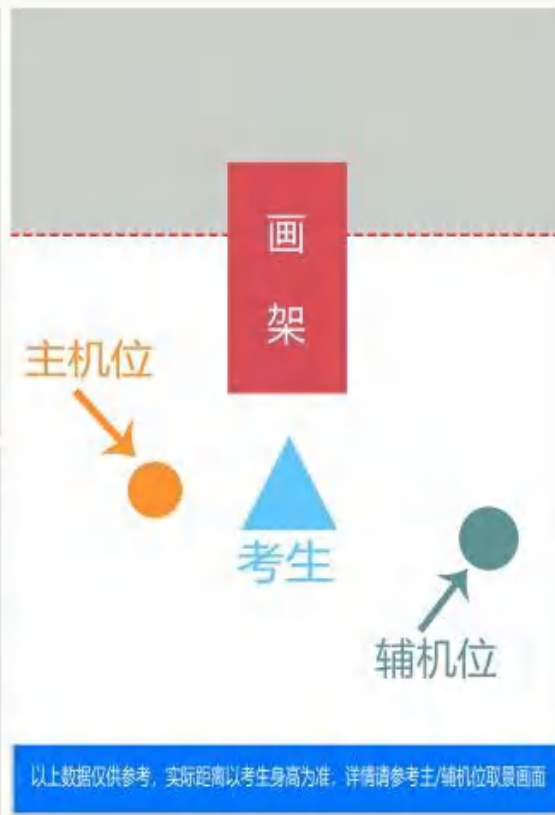 画
架
主机位
考生
辅机位
以上数据仅供参考，实际距离以考生身高为准，详情请参考主/辅机位取景画面